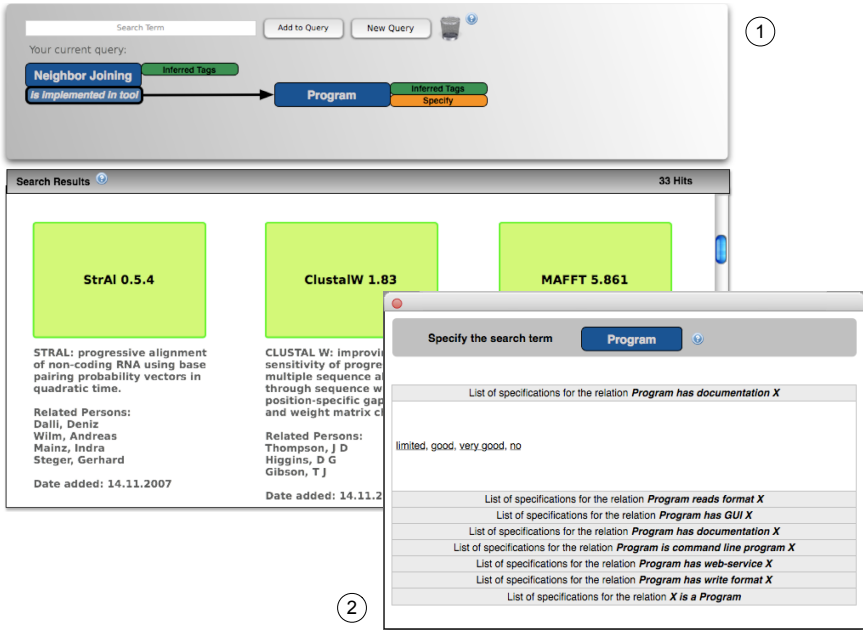 Search Term
Add to Query
New Query
1
Your current query:
Neighbor Joining
Inferred Tags
is implemented in tool
Program
Inferred Tags
Specify
Search Results
33 Hits
StrAl 0.5.4
ClustalW 1.83
MAFFT 5.861
STRAL: progressive alignment
of non-coding RNA using base
pairing probability vectors in
quadratic time.
Related Persons:
Dalli, Deniz
Wilm, Andreas
Mainz, Indra
Steger, Gerhard
Date added: 14.11.2007
CLUSTAL W: improvi
sensitivity of progre
multiple sequence al
through sequence w
position-specific gap
and weight matrix c
Related Persons:
Thompson, J D
Higgins, D G
Gibson, T J
Date added: 14.11.2
Specify the search term
Program
List of specifications for the relation Program has documentation X
limited, good, very good, no
List of specifications for the relation Program reads format X
List of specifications for the relation Program has GUI X
List of specifications for the relation Program has documentation X
List of specifications for the relation Program is command line program X
List of specifications for the relation Program has web-service X
List of specifications for the relation Program has write format X
List of specifications for the relation X is a Program
2